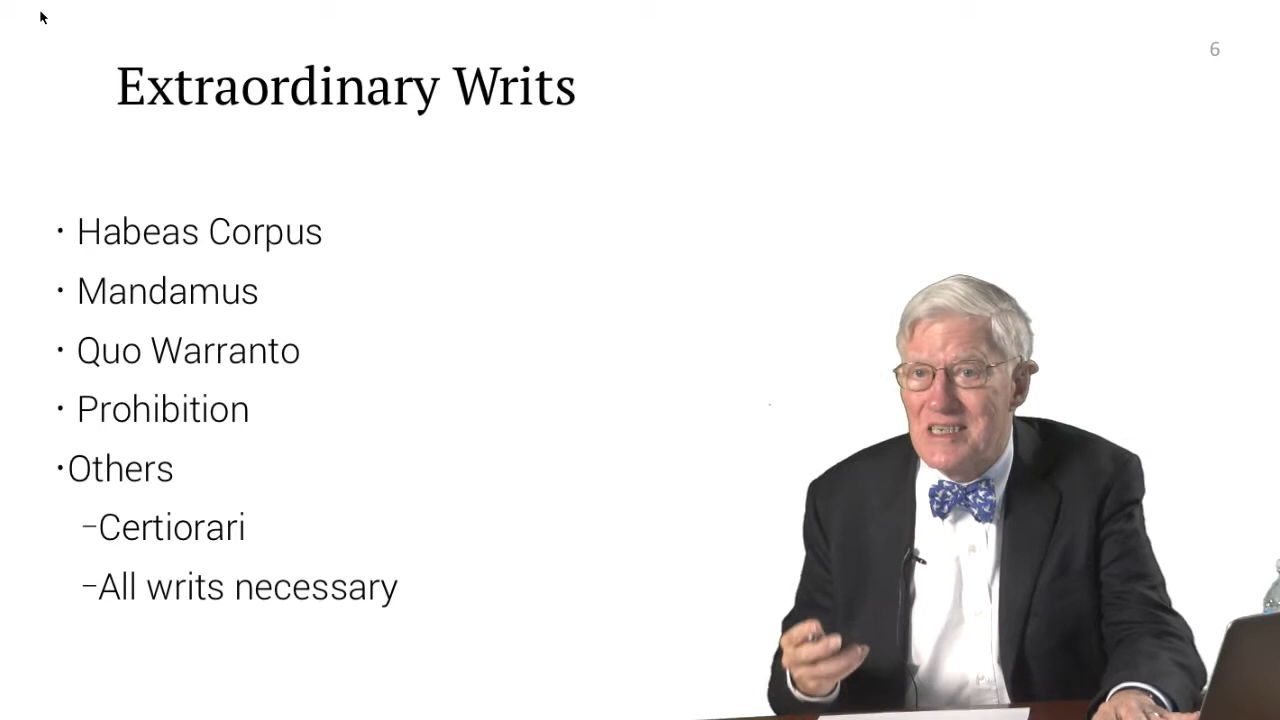 6
Extraordinary Writs
· Habeas Corpus
· Mandamus
· Quo Warranto
· Prohibition
·Others
–Certiorari
–All writs necessary